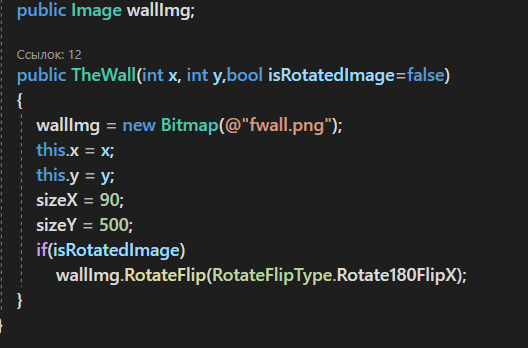 public Image wallImg;
Ссылок: 12
public TheWall(int x, int y,bool isRotatedImage=false)
{
wallImg = new Bitmap(@"fwall.png");
this.x = x;
this.y = y;
sizeX = 90;
sizeY = 500;
if(isRotatedImage)
wallImg.RotateFlip(RotateFlipType.Rotate180FlipX);
}
}